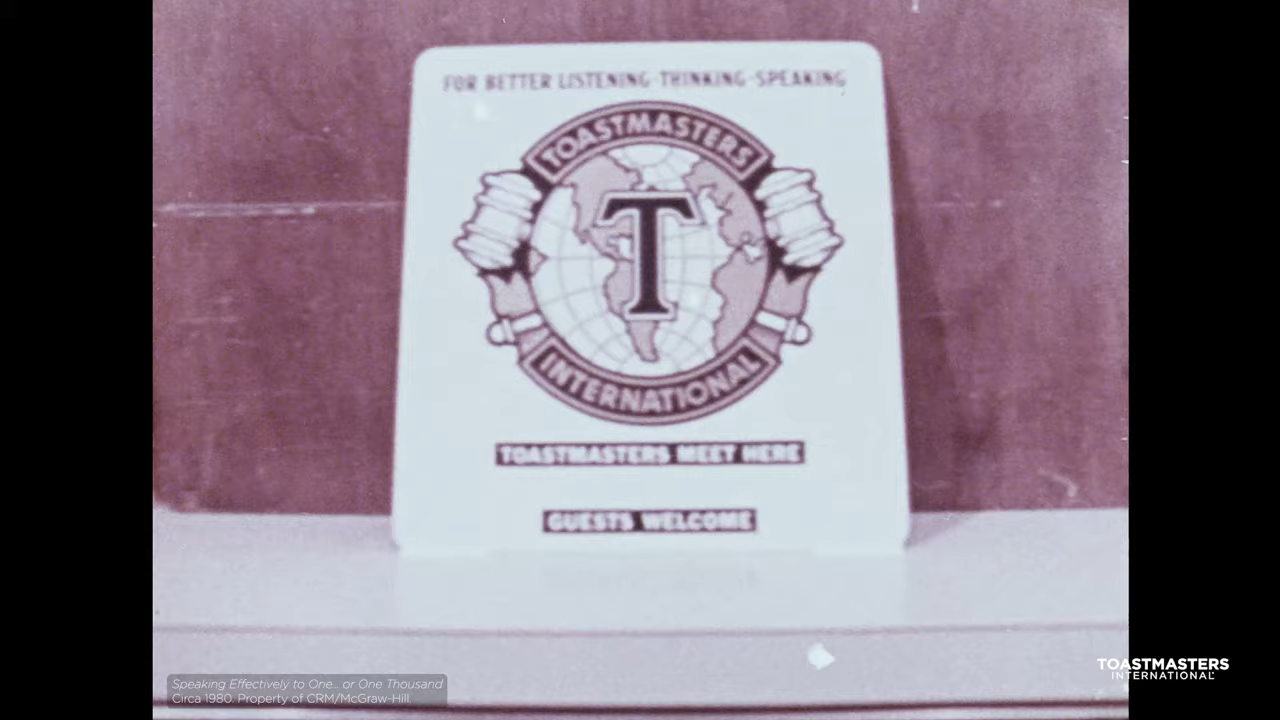 FOR BETTER LISTENING-THINKING-SPEAKING
TOASTMASTERS
T
INTERNATIONAL
TOASTMASTERS MEET HERE
GUESTS WELCOME
Speaking Effectively to One... or One Thousand
Circa 1980. Property of CRM/McGraw-Hill.
TOASTMASTERS
INTERNATIONAL